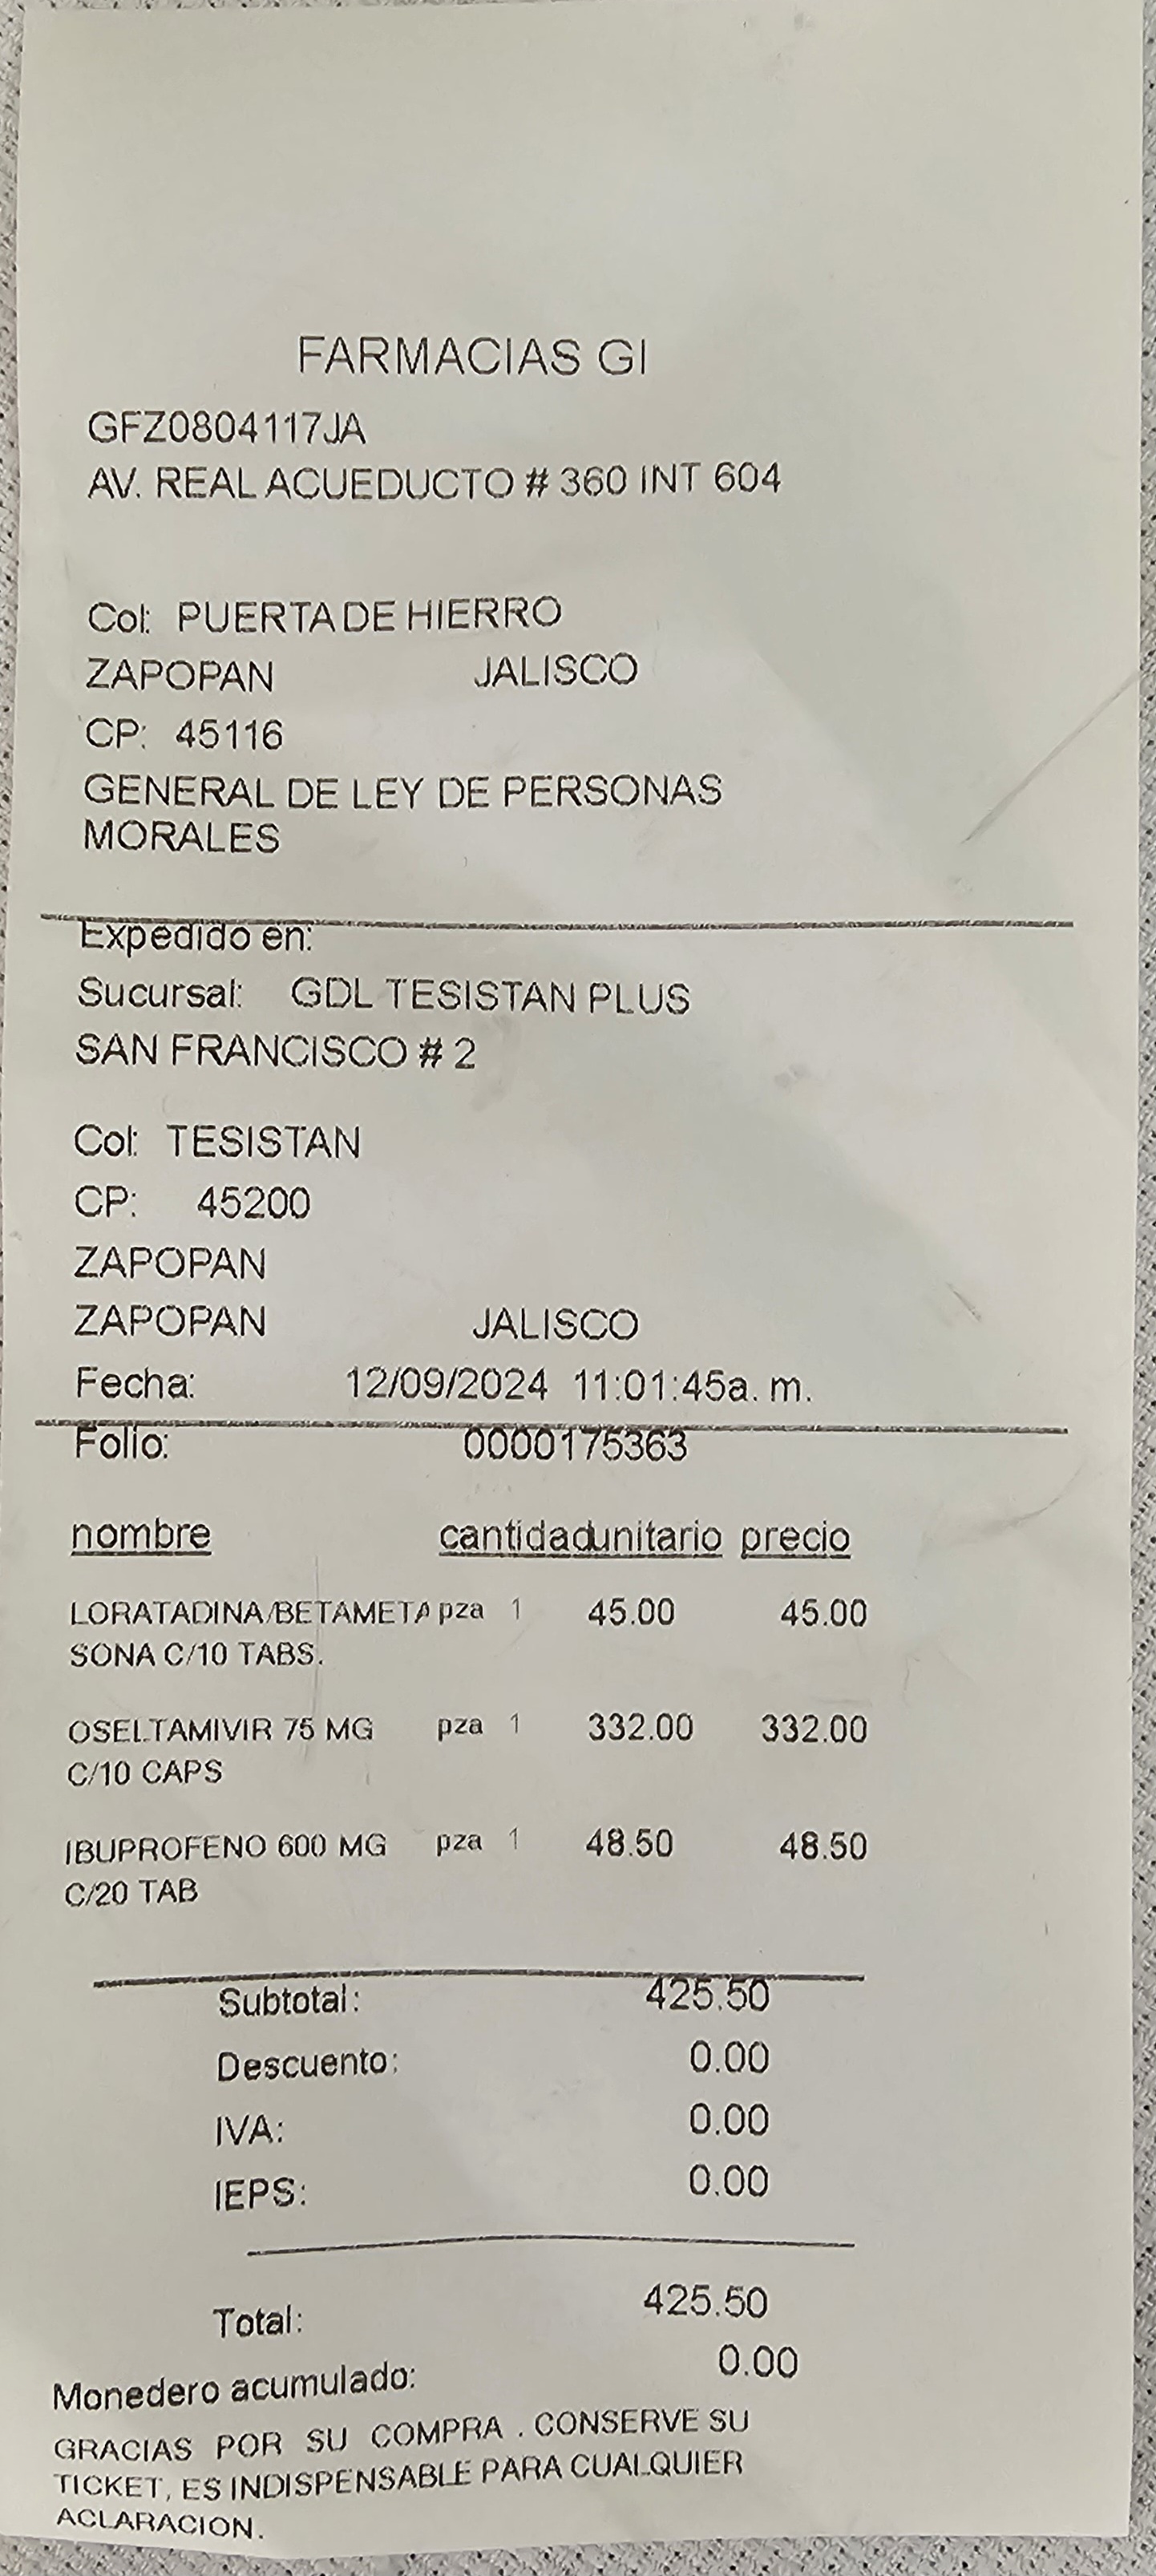 FARMACIAS GI
GFZ0804117JA
AV. REAL ACUEDUCTO # 360 INT 604
Col: PUERTA DE HIERRO
ZAPOPAN JALISCO
CP: 45116
GENERAL DE LEY DE PERSONAS
MORALES
Expedido en:
Sucursal: GDL TESISTAN PLUS
SAN FRANCISCO # 2
Col: TESISTAN
CP: 45200
ZAPOPAN
ZAPOPAN JALISCO
Fecha: 12/09/2024 11:01:45a. m.
Folio: 0000175363
nombre cantidad unitario precio
LORATADINA/BETAMETA pza 1 45.00 45.00
SONA C/10 TABS.
OSELTAMIVIR 75 MG pza 1 332.00 332.00
C/10 CAPS
IBUPROFENO 600 MG pza 1 48.50 48.50
C/20 TAB
Subtotal: 425.50
Descuento: 0.00
IVA: 0.00
IEPS: 0.00
Total: 425.50
Monedero acumulado: 0.00
GRACIAS POR SU COMPRA . CONSERVE SU
TICKET, ES INDISPENSABLE PARA CUALQUIER
ACLARACION.